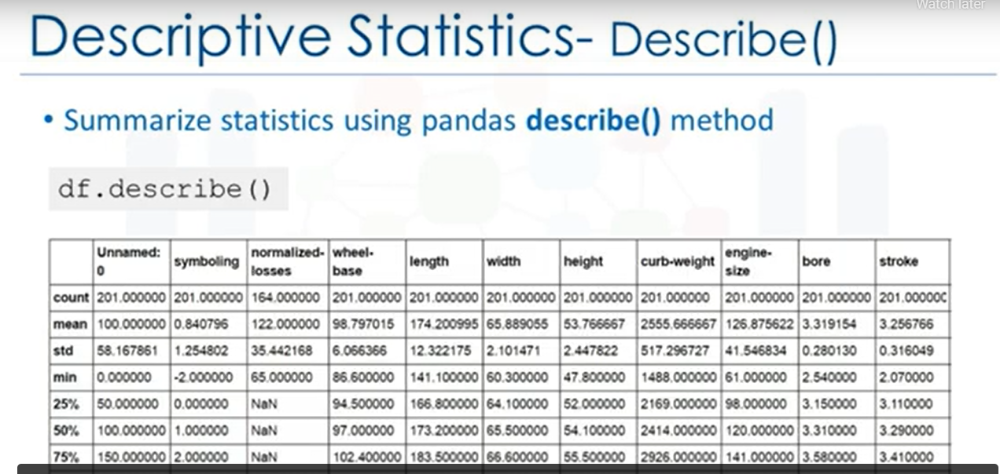 Watch later
Descriptive Statistics- Describe()
• Summarize statistics using pandas describe() method
df.describe()
Unnamed: 0 symboling normalized-losses wheel-base length width height curb-weight engine-size bore stroke
count 201.000000 201.000000 164.000000 201.000000 201.000000 201.000000 201.000000 201.000000 201.000000 201.000000 201.000000
mean 100.000000 0.840796 122.000000 98.797015 174.200995 65.889055 53.766667 2555.666667 126.875622 3.319154 3.256766
std 58.167861 1.254802 35.442168 6.066366 12.322175 2.101471 2.447822 517.296727 41.546834 0.280130 0.316049
min 0.000000 -2.000000 65.000000 86.600000 141.100000 60.300000 47.800000 1488.000000 61.000000 2.540000 2.070000
25% 50.000000 0.000000 NaN 94.500000 166.800000 64.100000 52.000000 2169.000000 98.000000 3.150000 3.110000
50% 100.000000 1.000000 NaN 97.000000 173.200000 65.500000 54.100000 2414.000000 120.000000 3.310000 3.290000
75% 150.000000 2.000000 NaN 102.400000 183.500000 66.600000 55.500000 2926.000000 141.000000 3.580000 3.410000